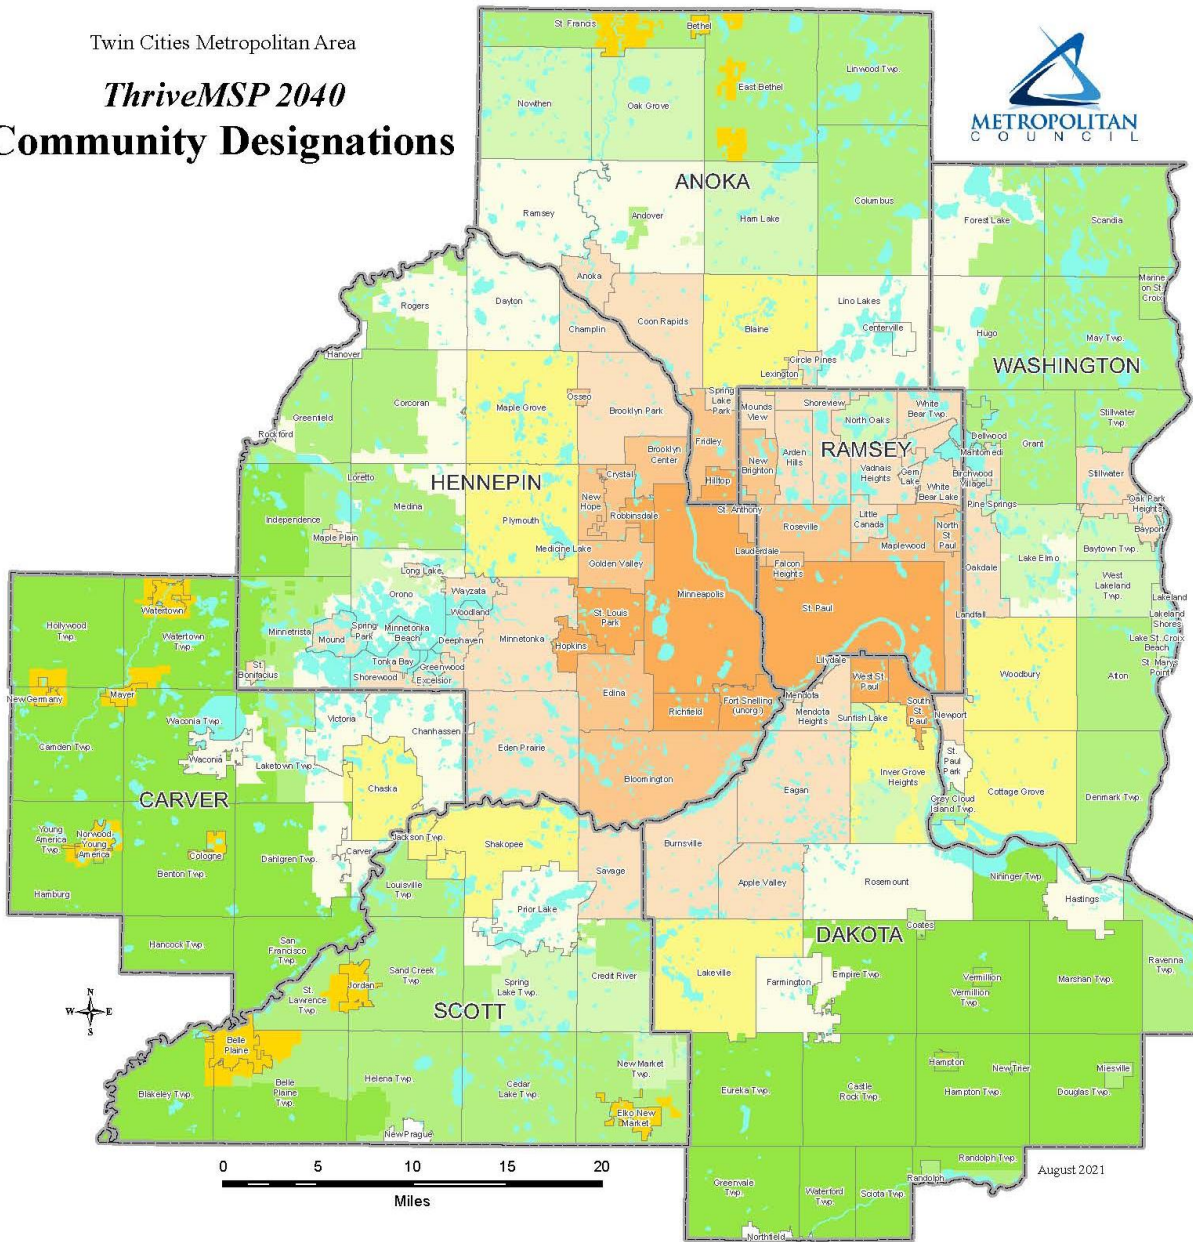 Twin Cities Metropolitan Area
ThriveMSP 2040
Community Designations
METROPOLITAN
COUNCIL
St. Francis
Bethel
Linwood Twp.
East Bethel
Nowthen
Oak Grove
ANOKA
Ramsey
Andover
Ham Lake
Columbus
Forest Lake
Scandia
Marine
on St.
Croix
Anoka
Rogers
Dayton
Champlin
Coon Rapids
Blaine
Lino Lakes
Centerville
Hugo
May Twp.
WASHINGTON
Hanover
Circle Pines
Lexington
Corcoran
Maple Grove
Osseo
Brooklyn Park
Spring
Lake
Park
Mounds
View
Shoreview
White
Bear Twp.
North Oaks
Greenfield
Rockford
Stillwater
Twp.
Dellwood
Grant
Mahtomedi
RAMSEY
Fridley
Brooklyn
Center
Arden
Hills
Vadnais
Heights
Gem
Lake
White
Bear Lake
Birchwood
Village
New
Brighton
Loretto
HENNEPIN
Crystal
Hilltop
Stillwater
Oak Park
Heights
Bayport
Medina
New
Hope
Robbinsdale
St. Anthony
Pine Springs
Independence
Plymouth
Roseville
Little
Canada
North
St.
Paul
Maplewood
Maple Plain
Medicine Lake
Lauderdale
Falcon
Heights
Lake Elmo
Baytown Twp.
Oakdale
Golden Valley
Long Lake
Wayzata
Orono
West
Lakeland
Twp.
Lakeland
Lakeland
Shores
Lake St. Croix
Beach
St. Mary's
Point
Minneapolis
St. Louis
Park
St. Paul
Landfall
Watertown
Hollywood
Twp.
Watertown
Twp.
Woodland
Minnetrista
Mound
Spring
Park
Minnetonka
Beach
Deephaven
Minnetonka
Hopkins
Tonka Bay
Greenwood
Shorewood
Excelsior
St.
Bonifacius
Lilydale
West St.
Paul
Woodbury
Afton
Edina
Richfield
Fort Snelling
(unorg.)
Mendota
Mendota
Heights
Sunfish Lake
South
St.
Paul
Newport
New Germany
Mayer
Waconia Twp.
Victoria
Chanhassen
Camden Twp.
Waconia
Laketown Twp.
Eden Prairie
Bloomington
Inver Grove
Heights
St.
Paul
Park
Eagan
Grey Cloud
Island Twp.
Cottage Grove
Denmark Twp.
Chaska
CARVER
Young
America
Twp.
Norwood
Young
America
Cologne
Benton Twp.
Dahlgren Twp.
Carver
Jackson Twp.
Shakopee
Savage
Burnsville
Hamburg
Louisville
Twp
Prior Lake
Apple Valley
Rosemount
Nininger Twp
Hastings
Hancock Twp.
San
Francisco
Twp.
Coates
DAKOTA
Sand Creek
Twp
Spring
Lake Twp.
Credit River
Lakeville
Farmington
Empire Twp
Vermillion
Vermillion
Twp
Marshan Twp.
Ravenna
Twp.
St.
Lawrence
Twp
Jordan
SCOTT
N
W
E
S
Belle
Plaine
Blakeley Twp.
Belle
Plaine
Twp.
Helena Twp.
Cedar
Lake Twp.
New Market
Twp.
Elko New
Market
New Prague
Eureka Twp.
Castle
Rock Twp.
Hampton
Hampton Twp.
New Trier
Miesville
Douglas Twp.
0 5 10 15 20
Miles
Greenvale
Twp.
Waterford
Twp.
Sciota Twp
Randolph
Randolph Twp.
Northfield
August 2021